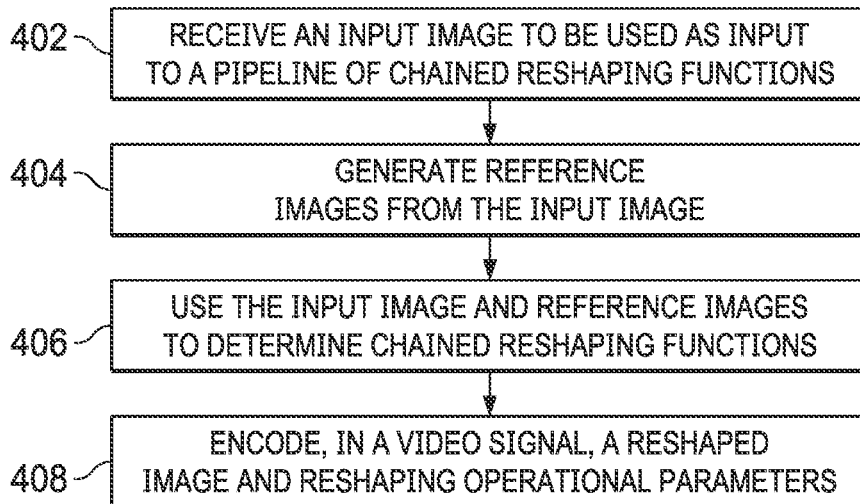 402
RECEIVE AN INPUT IMAGE TO BE USED AS INPUT
TO A PIPELINE OF CHAINED RESHAPING FUNCTIONS
404
GENERATE REFERENCE
IMAGES FROM THE INPUT IMAGE
406
USE THE INPUT IMAGE AND REFERENCE IMAGES
TO DETERMINE CHAINED RESHAPING FUNCTIONS
408
ENCODE, IN A VIDEO SIGNAL, A RESHAPED
IMAGE AND RESHAPING OPERATIONAL PARAMETERS